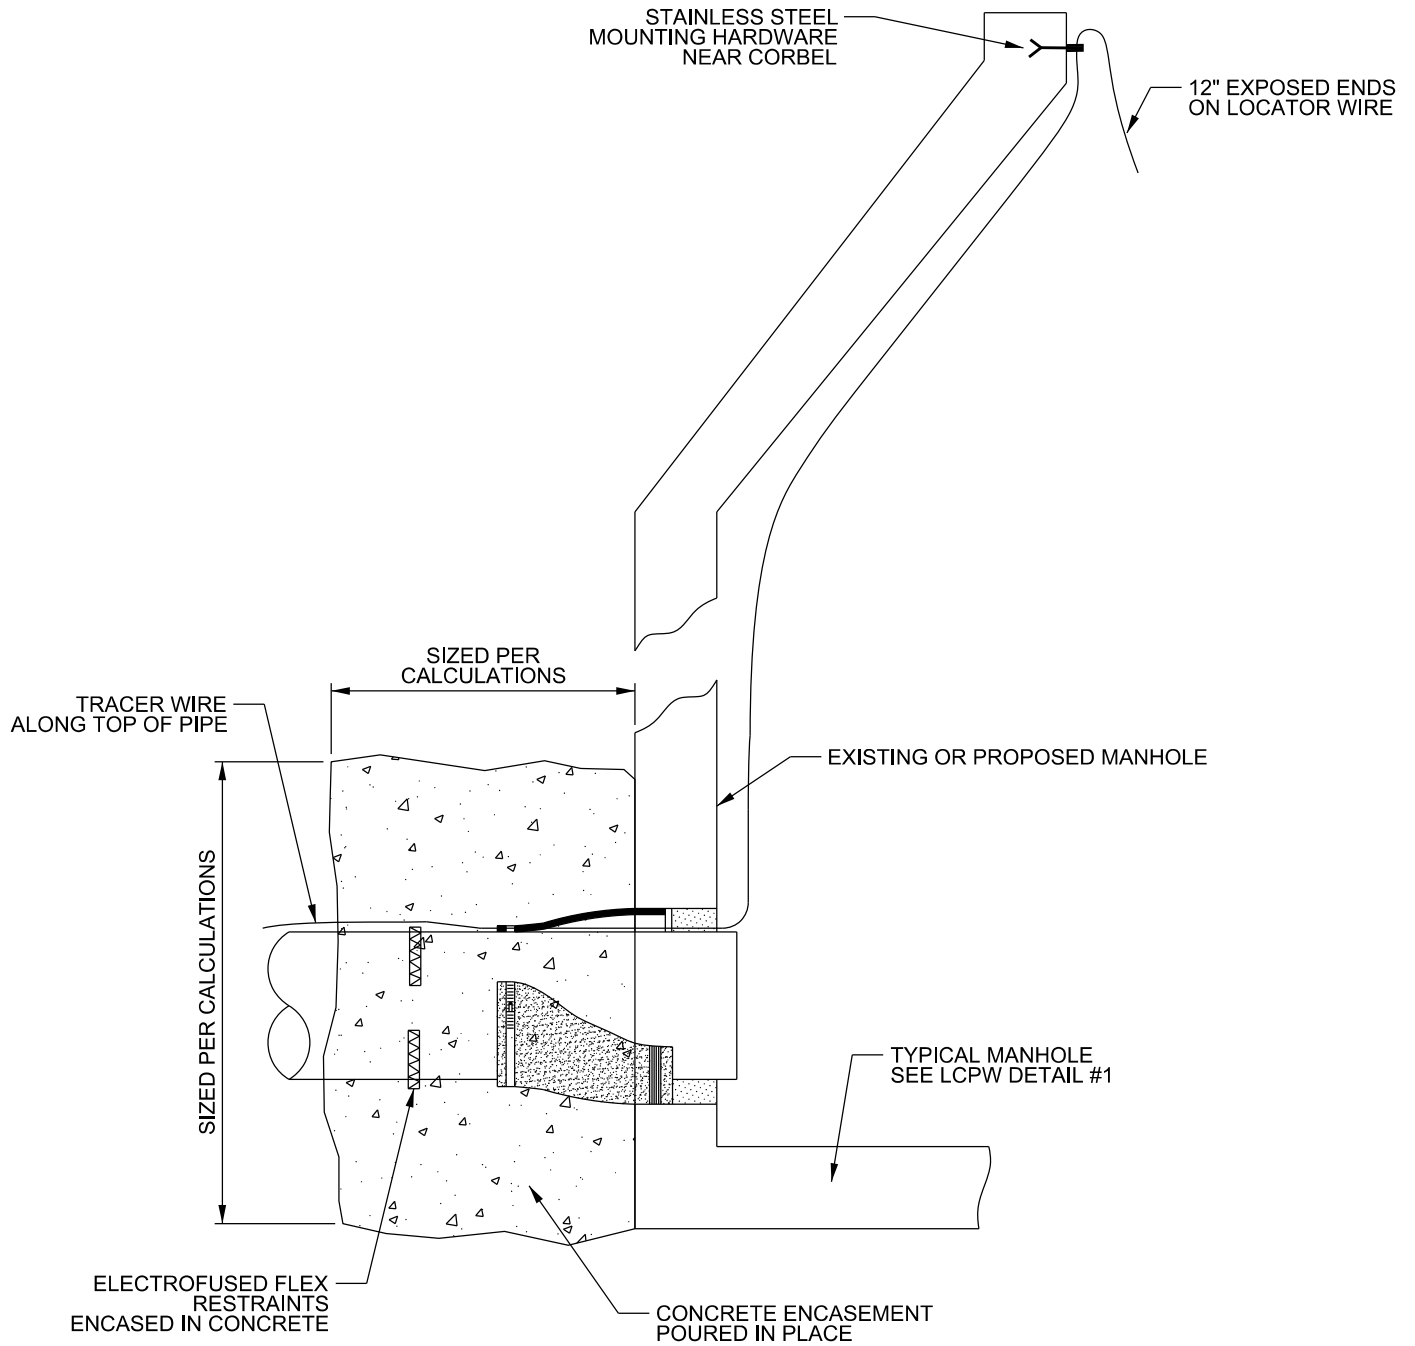 STAINLESS STEEL
MOUNTING HARDWARE
NEAR CORBEL
12" EXPOSED ENDS
ON LOCATOR WIRE
SIZED PER
CALCULATIONS
TRACER WIRE
ALONG TOP OF PIPE
EXISTING OR PROPOSED MANHOLE
SIZED PER CALCULATIONS
TYPICAL MANHOLE
SEE LCPW DETAIL #1
ELECTROFUSED FLEX
RESTRAINTS
ENCASED IN CONCRETE
CONCRETE ENCASEMENT
POURED IN PLACE